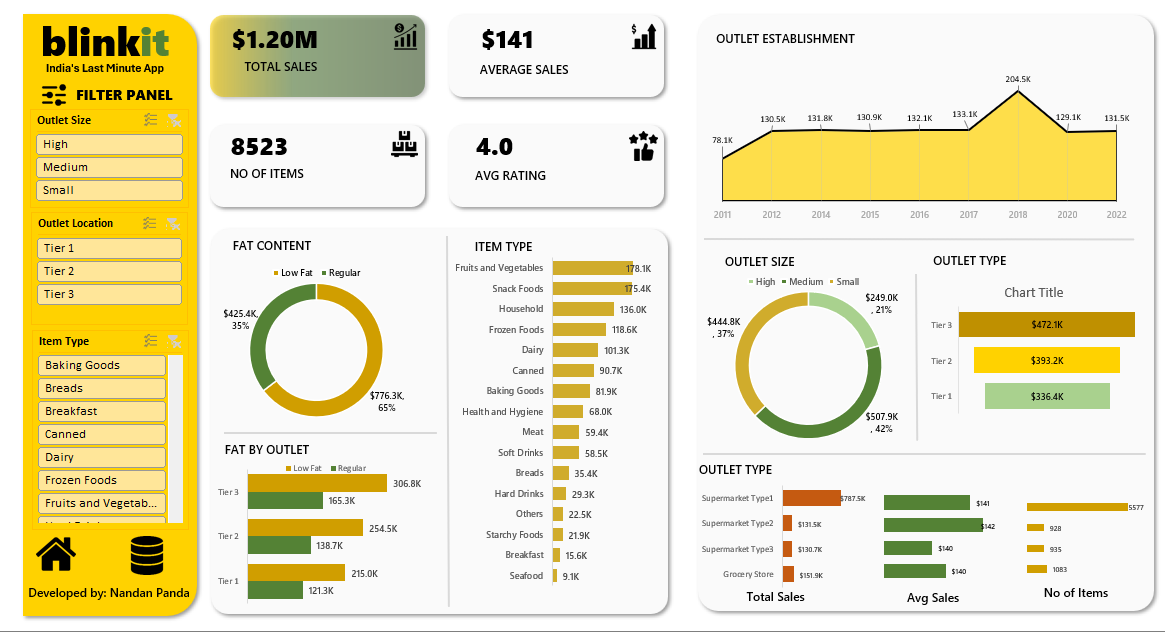 blinkit
India's Last Minute App
FILTER PANEL
Outlet Size
High
Medium
Small
Outlet Location
Tier 1
Tier 2
Tier 3
Item Type
Baking Goods
Breads
Breakfast
Canned
Dairy
Frozen Foods
Fruits and Vegetab...
Developed by: Nandan Panda
$1.20M
TOTAL SALES
$141
AVERAGE SALES
8523
NO OF ITEMS
4.0
AVG RATING
FAT CONTENT
Low Fat Regular
$425.4K,
35%
$776.3K,
65%
FAT BY OUTLET
Low Fat Regular
Tier 3 306.8K
165.3K
Tier 2 254.5K
138.7K
Tier 1 215.0K
121.3K
ITEM TYPE
Fruits and Vegetables 178.1K
Snack Foods 175.4K
Household 136.0K
Frozen Foods 118.6K
Dairy 101.3K
Canned 90.7K
Baking Goods 81.9K
Health and Hygiene 68.0K
Meat 59.4K
Soft Drinks 58.5K
Breads 35.4K
Hard Drinks 29.3K
Others 22.5K
Starchy Foods 21.9K
Breakfast 15.6K
Seafood 9.1K
OUTLET ESTABLISHMENT
78.1K 130.5K 131.8K 130.9K 132.1K 133.1K 204.5K 129.1K 131.5K
2011 2012 2014 2015 2016 2017 2018 2020 2022
OUTLET SIZE
High Medium Small
$249.0K
, 21%
$444.8K
, 37%
$507.9K
, 42%
OUTLET TYPE
Chart Title
Tier 3 $472.1K
Tier 2 $393.2K
Tier 1 $336.4K
OUTLET TYPE
Supermarket Type1 $787.5K $141 5577
Supermarket Type2 $131.5K $142 928
Supermarket Type3 $130.7K $140 935
Grocery Store $151.9K $140 1083
Total Sales Avg Sales No of Items